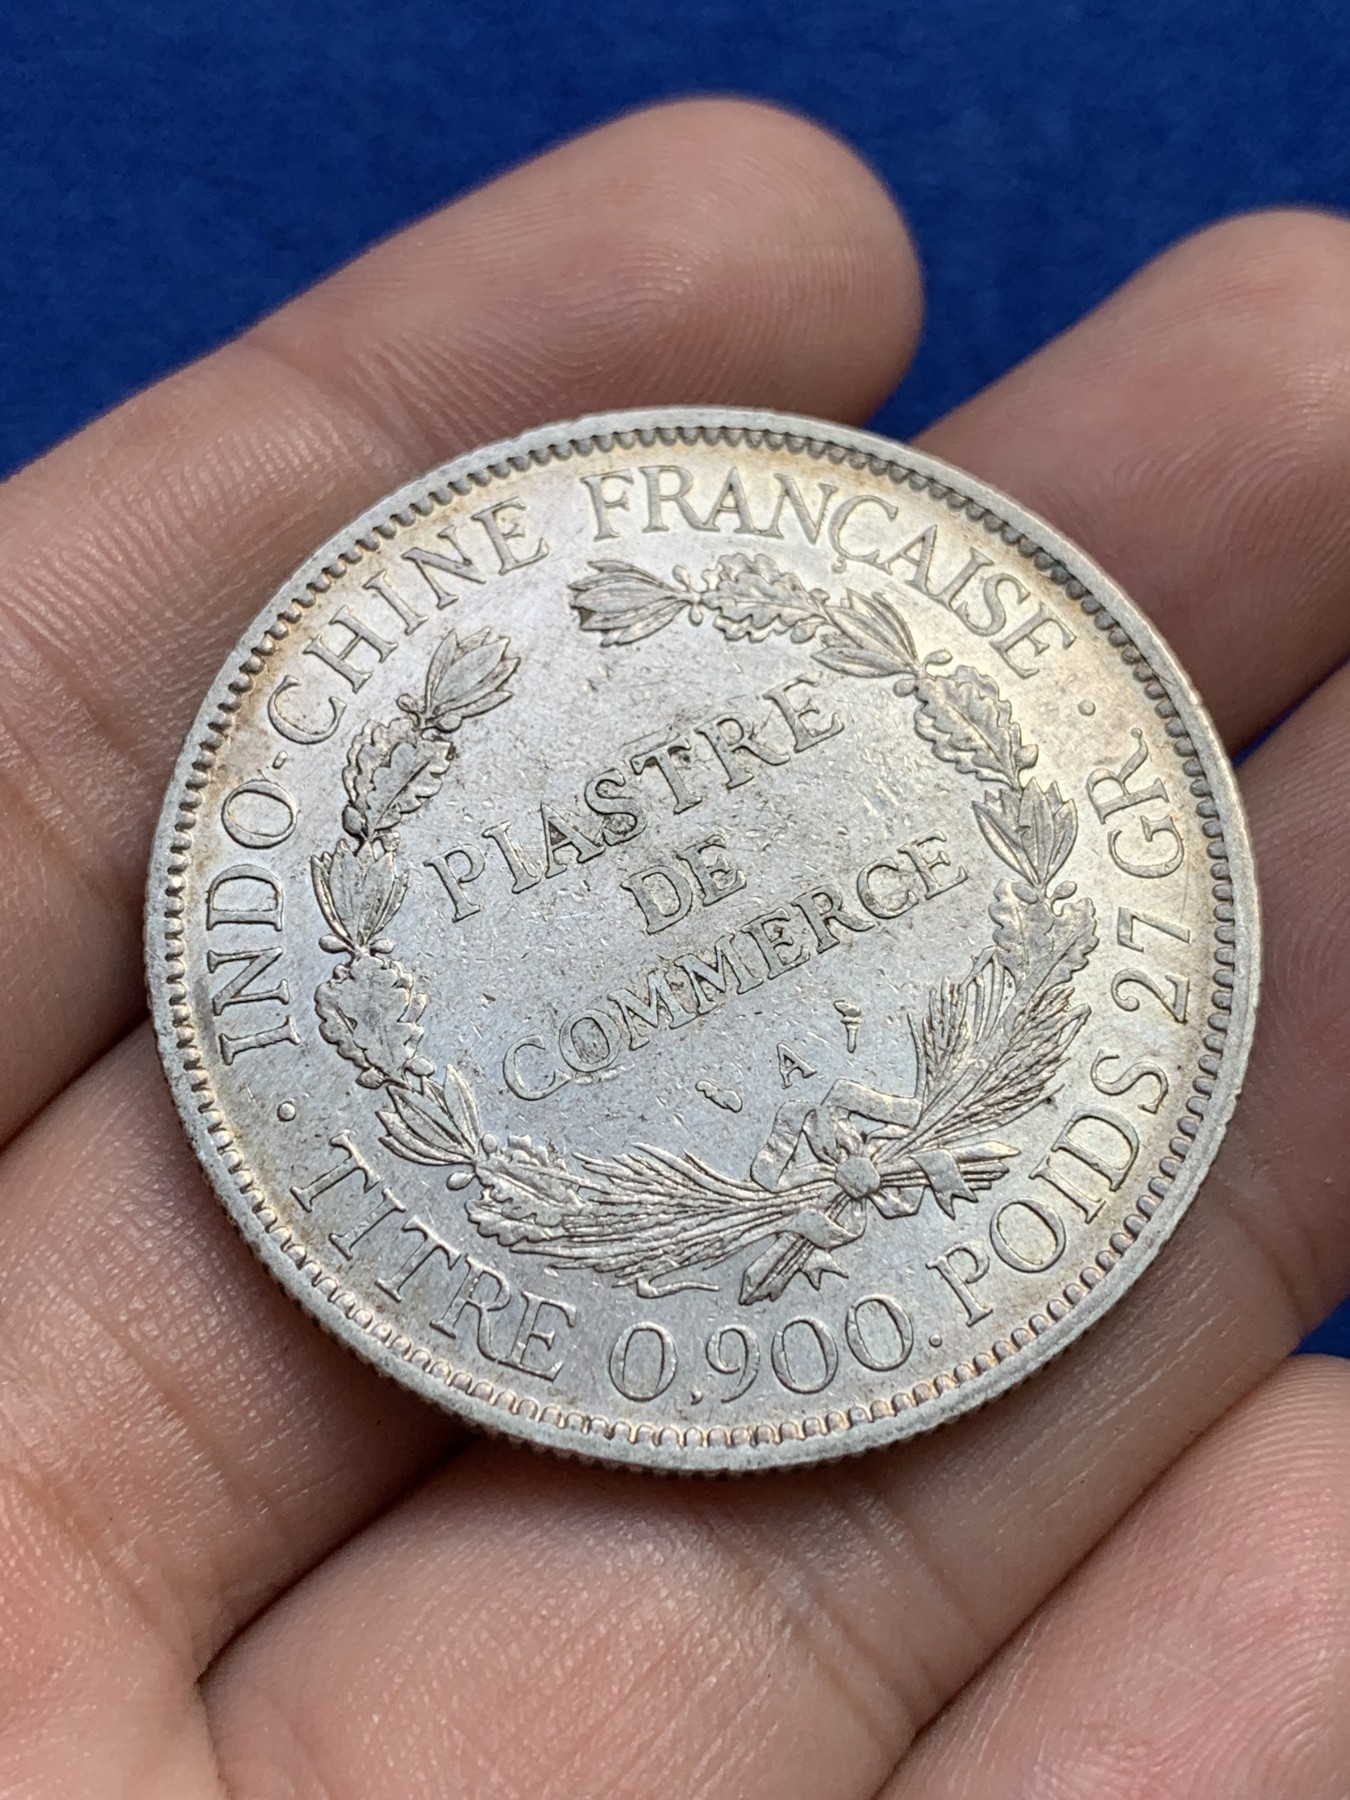 INDO-CHINE FRANÇAISE
PIASTRE
DE
COMMERCE
A
· TITRE 0,900. POIDS 27 GR. ·